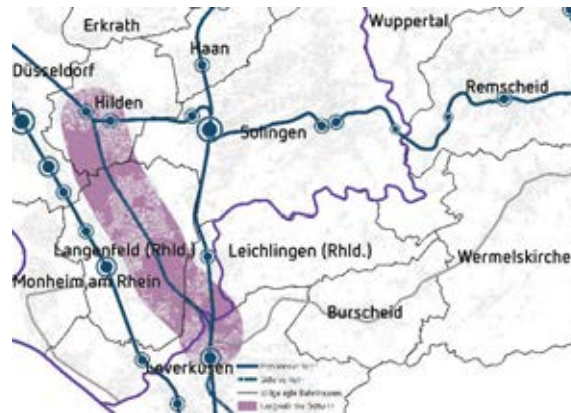 Erkrath
Wuppertal
Haan
Düsseldorf
Hilden
Remscheid
Solingen
Langenfeld (Rhld.)
Leichlingen (Rhld.)
Wermelskirche
Monheim am Rhein
Burscheid
Leverkusen